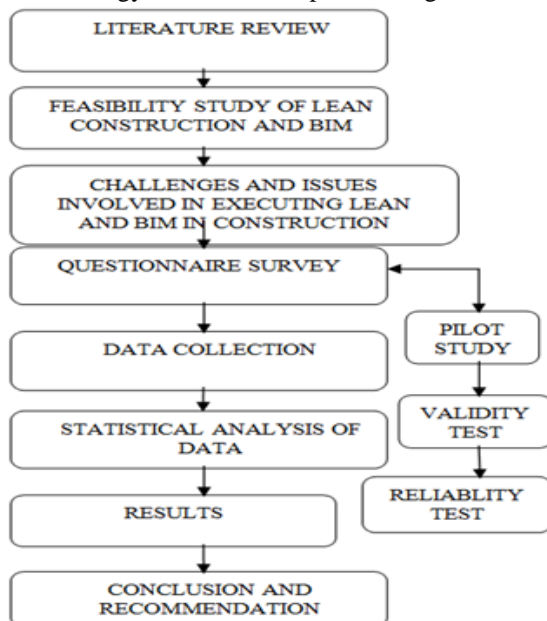 LITERATURE REVIEW
FEASIBILITY STUDY OF LEAN
CONSTRUCTION AND BIM
CHALLENGES AND ISSUES
INVOLVED IN EXECUTING LEAN
AND BIM IN CONSTRUCTION
QUESTIONNAIRE SURVEY
DATA COLLECTION
STATISTICAL ANALYSIS OF
DATA
RESULTS
CONCLUSION AND
RECOMMENDATION
PILOT
STUDY
VALIDITY
TEST
RELIABLITY
TEST